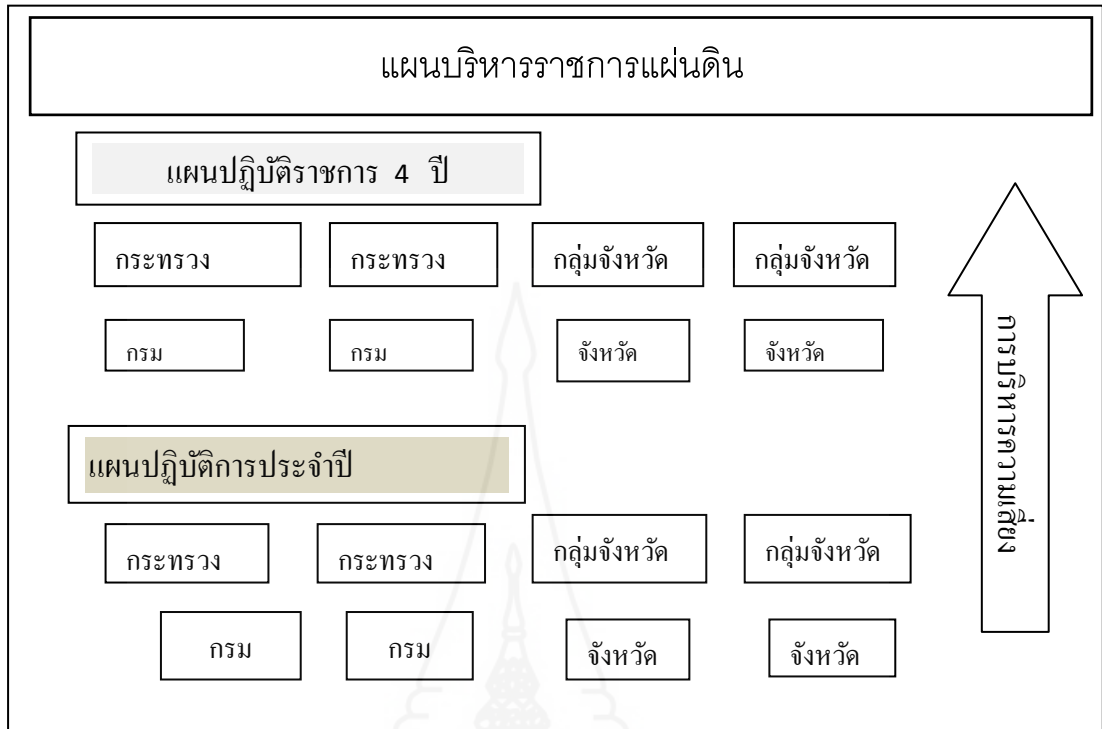 แผนบริหารราชการแผ่นดิน
แผนปฏิบัติราชการ 4 ปี
กระทรวง กระทรวง กลุ่มจังหวัด กลุ่มจังหวัด
กรม กรม จังหวัด จังหวัด
แผนปฏิบัติการประจำปี
กระทรวง กระทรวง กลุ่มจังหวัด กลุ่มจังหวัด
กรม กรม จังหวัด จังหวัด
การบริหารความเสี่ยง